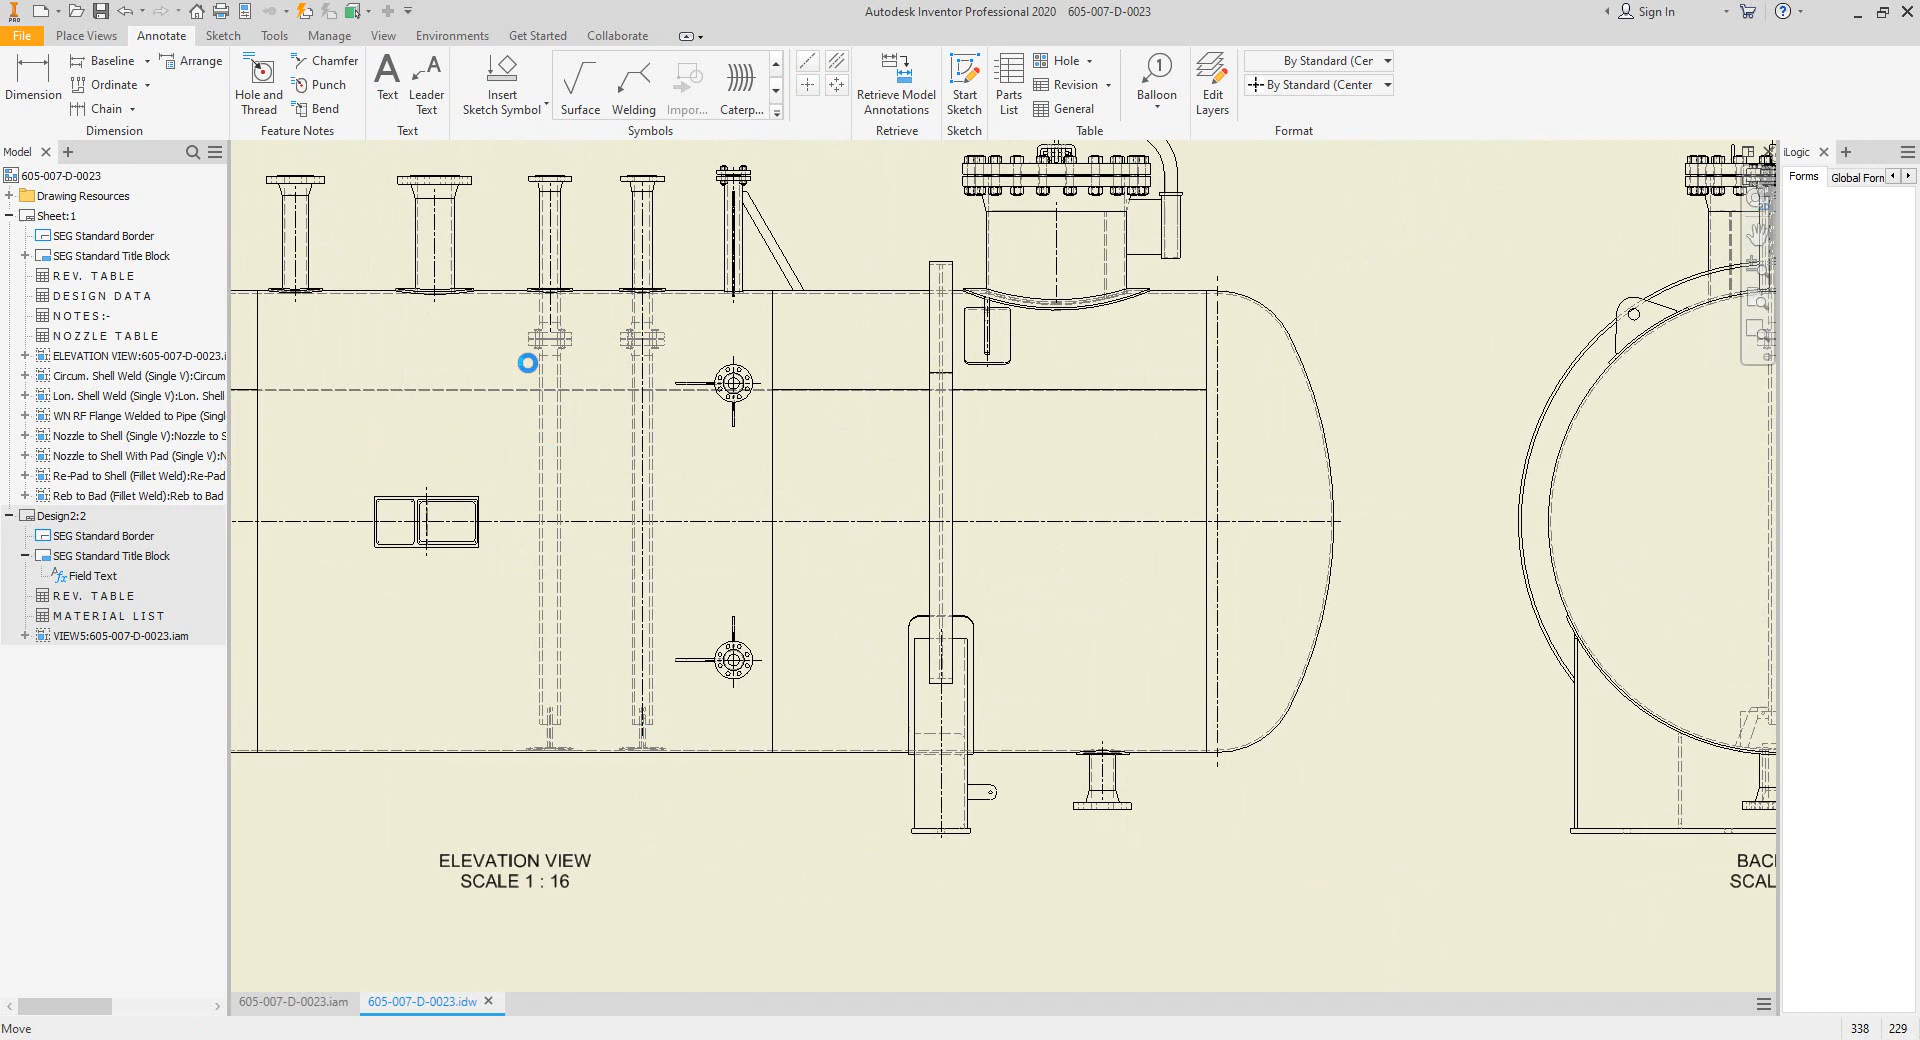 PRO
Autodesk Inventor Professional 2020 605-007-D-0023
Sign In
File
Place Views
Annotate
Sketch
Tools
Manage
View
Environments
Get Started
Collaborate
Dimension
Baseline
Ordinate
Chain
Arrange
Dimension
Hole and
Thread
Chamfer
Punch
Bend
Feature Notes
Text
Leader
Text
Text
Insert
Sketch Symbol
Surface
Welding
Impor...
Caterp...
Symbols
Retrieve Model
Annotations
Retrieve
Start
Sketch
Sketch
Parts
List
Hole
Revision
General
Table
Balloon
Edit
Layers
By Standard (Cer
By Standard (Center
Format
Model
605-007-D-0023
Drawing Resources
Sheet:1
SEG Standard Border
SEG Standard Title Block
REV. TABLE
DESIGN DATA
NOTES:-
NOZZLE TABLE
ELEVATION VIEW:605-007-D-0023.i
Circum. Shell Weld (Single V):Circum
Lon. Shell Weld (Single V):Lon. Shell
WN RF Flange Welded to Pipe (Singl
Nozzle to Shell (Single V):Nozzle to S
Nozzle to Shell With Pad (Single V):N
Re-Pad to Shell (Fillet Weld):Re-Pad
Reb to Bad (Fillet Weld):Reb to Bad
Design2:2
SEG Standard Border
SEG Standard Title Block
Field Text
REV. TABLE
MATERIAL LIST
VIEW5:605-007-D-0023.iam
iLogic
Forms
Global Forn
ELEVATION VIEW
SCALE 1 : 16
BACI
SCAL
605-007-D-0023.iam
605-007-D-0023.idw
Move
338
229